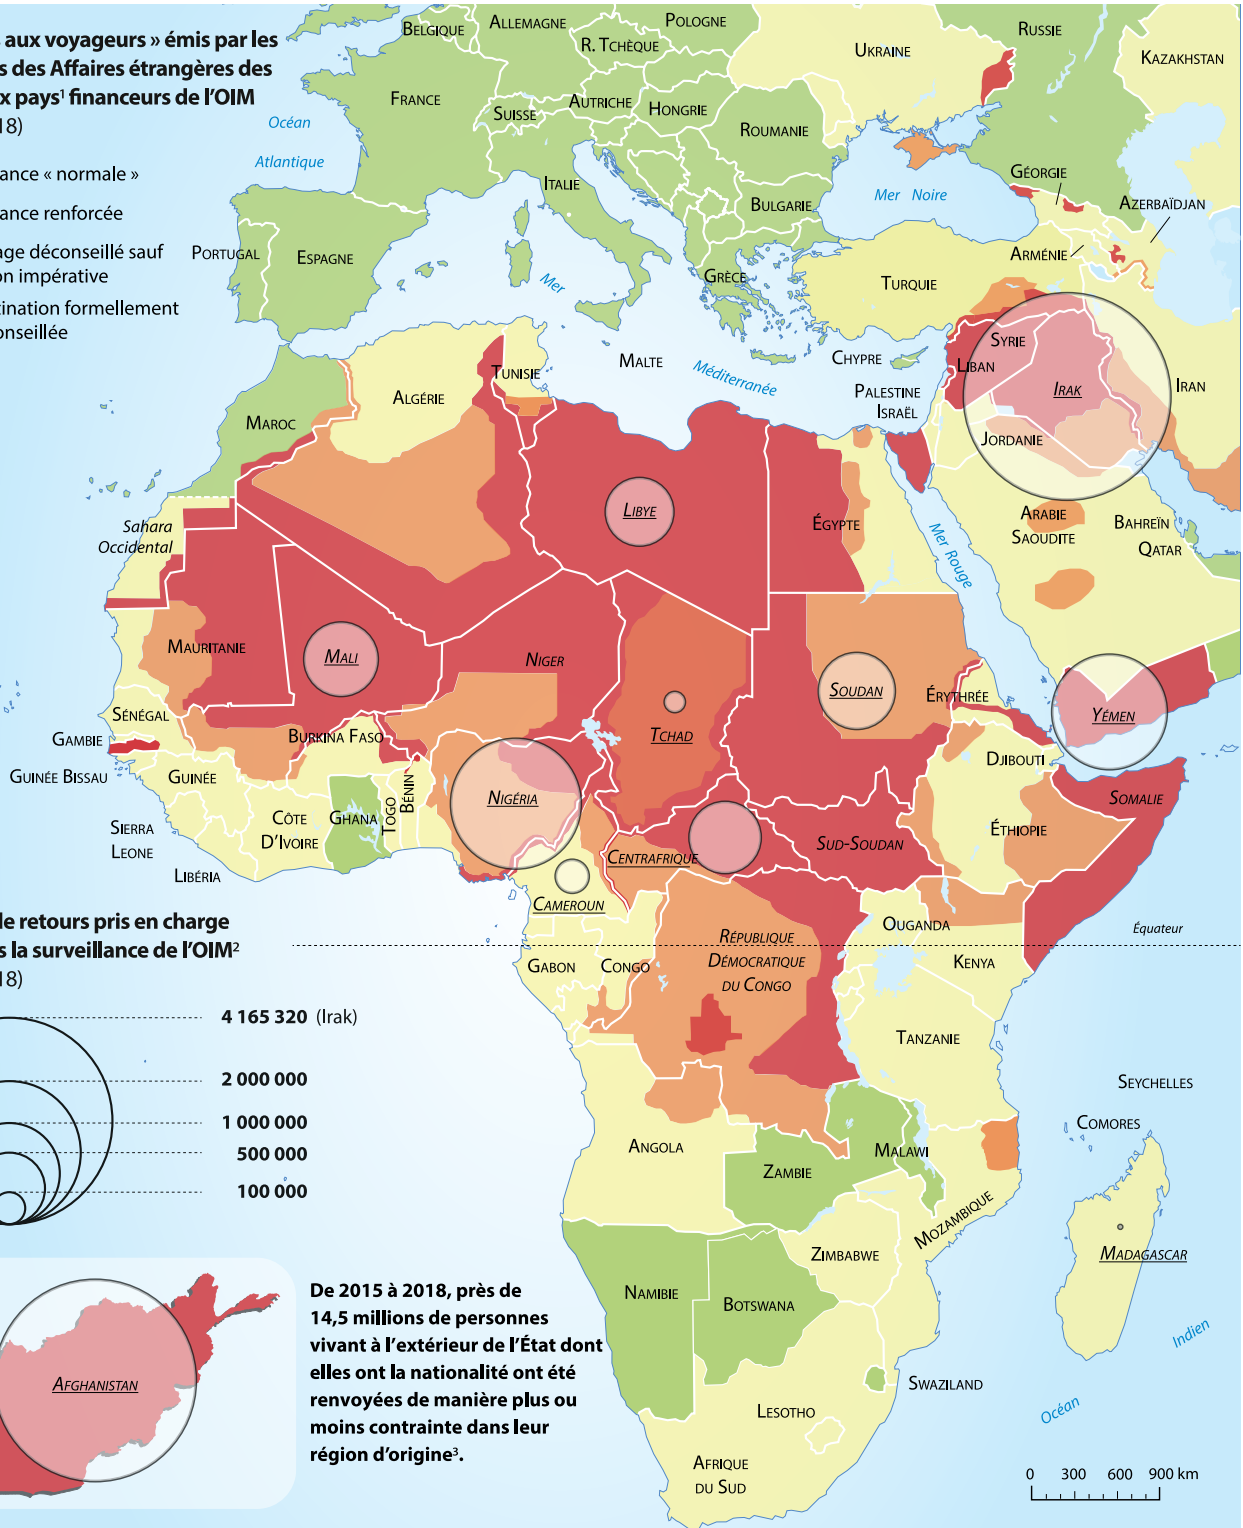 aux voyageurs » émis par les
des Affaires étrangères des
x pays¹ financeurs de l'OIM
18)
ance « normale »
ance renforcée
age déconseillé sauf
on impérative
tination formellement
onseillée
Océan
Atlantique
Belgique
Allemagne
Pologne
R. Tchèque
Ukraine
Russie
Kazakhstan
France
Suisse
Autriche
Hongrie
Roumanie
Italie
Bulgarie
Mer Noire
Géorgie
Azerbaïdjan
Arménie
Portugal
Espagne
Mer
Méditerranée
Grèce
Turquie
Malte
Chypre
Syrie
Liban
Irak
Iran
Palestine
Israël
Jordanie
Tunisie
Algérie
Maroc
Sahara
Occidental
Libye
Égypte
Mer Rouge
Arabie
Saoudite
Bahreïn
Qatar
Mauritanie
Mali
Niger
Tchad
Soudan
Érythrée
Yémen
Sénégal
Gambie
Guinée Bissau
Guinée
Burkina Faso
Sierra
Leone
Libéria
Côte
d'Ivoire
Ghana
Togo
Bénin
Nigéria
Djibouti
Somalie
Éthiopie
Sud-Soudan
Centrafrique
Cameroun
Ouganda
Équateur
République
Démocratique
du Congo
Gabon
Congo
Kenya
Tanzanie
Seychelles
Comores
Angola
Zambie
Malawi
Mozambique
Zimbabwe
Madagascar
Namibie
Botswana
Swaziland
Lesotho
Afrique
du Sud
Océan
Indien
de retours pris en charge
s la surveillance de l'OIM²
18)
4 165 320 (Irak)
2 000 000
1 000 000
500 000
100 000
Afghanistan
De 2015 à 2018, près de
14,5 millions de personnes
vivant à l'extérieur de l'État dont
elles ont la nationalité ont été
renvoyées de manière plus ou
moins contrainte dans leur
région d'origine³.
0 300 600 900 km